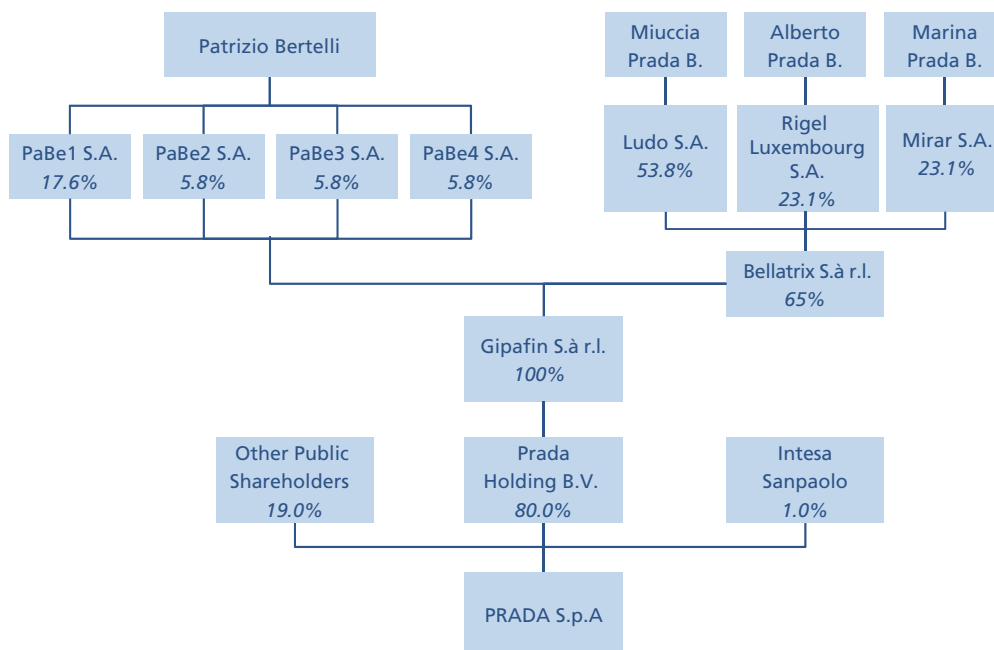 Patrizio Bertelli
Miuccia
Prada B.
Alberto
Prada B.
Marina
Prada B.
PaBe1 S.A.
17.6%
PaBe2 S.A.
5.8%
PaBe3 S.A.
5.8%
PaBe4 S.A.
5.8%
Ludo S.A.
53.8%
Rigel
Luxembourg
S.A.
23.1%
Mirar S.A.
23.1%
Bellatrix S.à r.l.
65%
Gipafin S.à r.l.
100%
Other Public
Shareholders
19.0%
Prada
Holding B.V.
80.0%
Intesa
Sanpaolo
1.0%
PRADA S.p.A